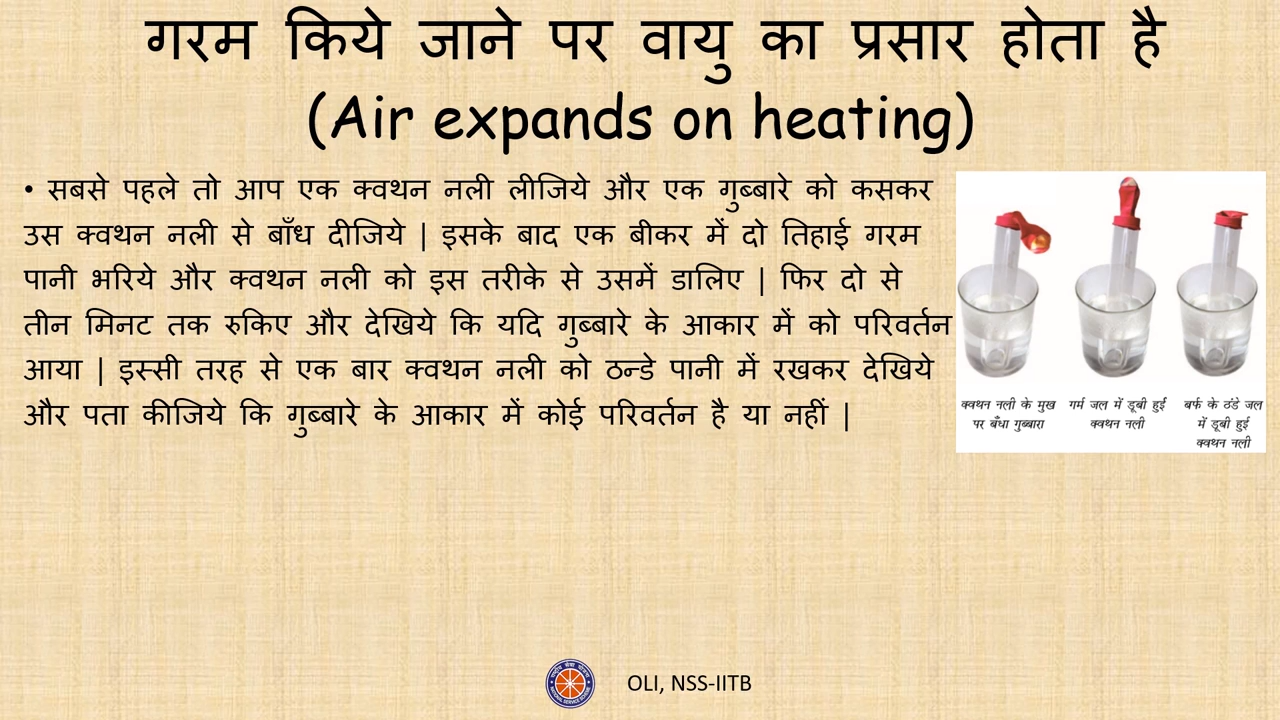 गरम किये जाने पर वायु का प्रसार होता है
(Air expands on heating)
• सबसे पहले तो आप एक क्वथन नली लीजिये और एक गुब्बारे को कसकर
उस क्वथन नली से बाँध दीजिये | इसके बाद एक बीकर में दो तिहाई गरम
पानी भरिये और क्वथन नली को इस तरीके से उसमें डालिए | फिर दो से
तीन मिनट तक रुकिए और देखिये कि यदि गुब्बारे के आकार में को परिवर्तन
आया | इस्सी तरह से एक बार क्वथन नली को ठन्डे पानी में रखकर देखिये
और पता कीजिये कि गुब्बारे के आकार में कोई परिवर्तन है या नहीं |
क्वथन नली के मुख
पर बँधा गुब्बारा
गर्म जल में डूबी हुई
क्वथन नली
बर्फ के ठंडे जल
में डूबी हुई
क्वथन नली
OLI, NSS-IITB